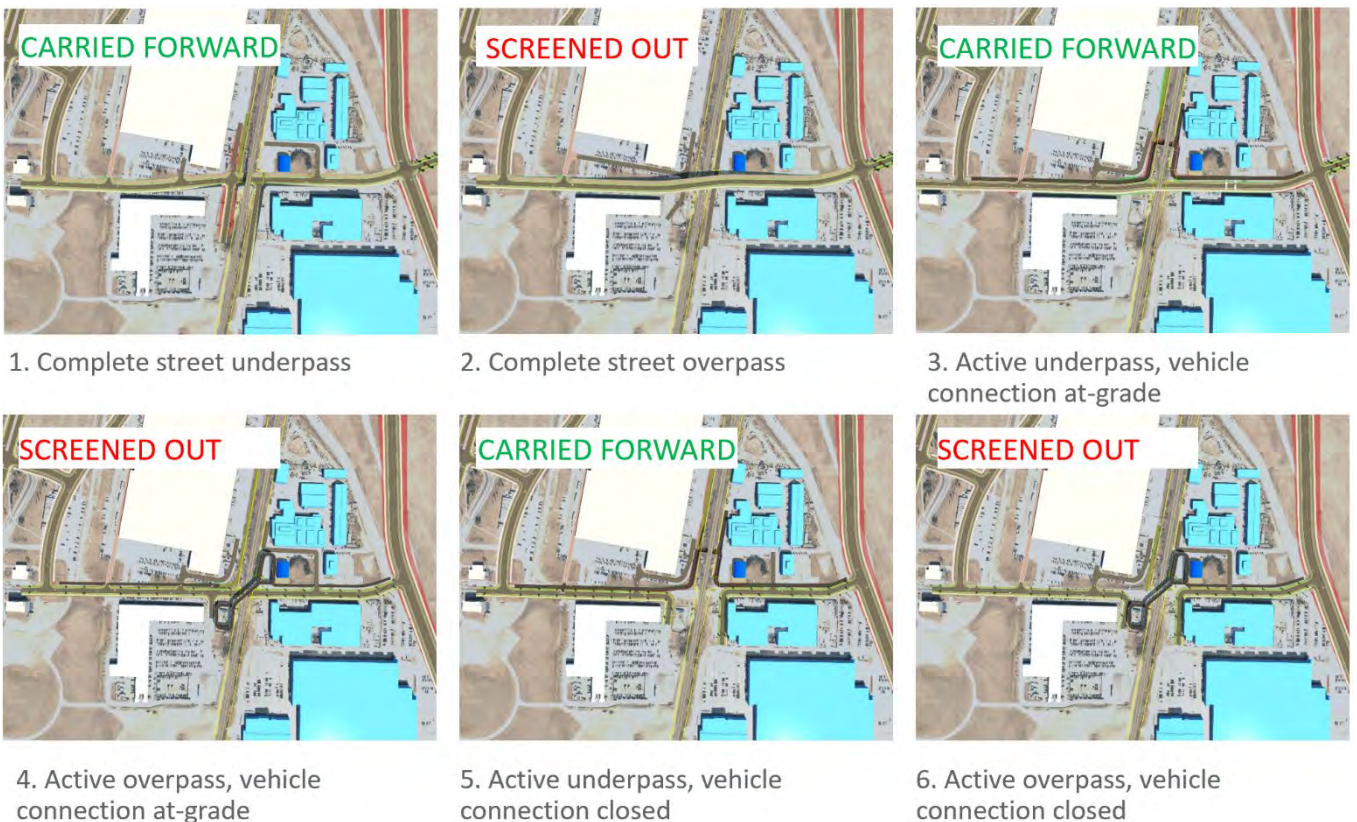 CARRIED FORWARD
SCREENED OUT
CARRIED FORWARD
1. Complete street underpass
2. Complete street overpass
3. Active underpass, vehicle
connection at-grade
SCREENED OUT
CARRIED FORWARD
SCREENED OUT
4. Active overpass, vehicle
connection at-grade
5. Active underpass, vehicle
connection closed
6. Active overpass, vehicle
connection closed